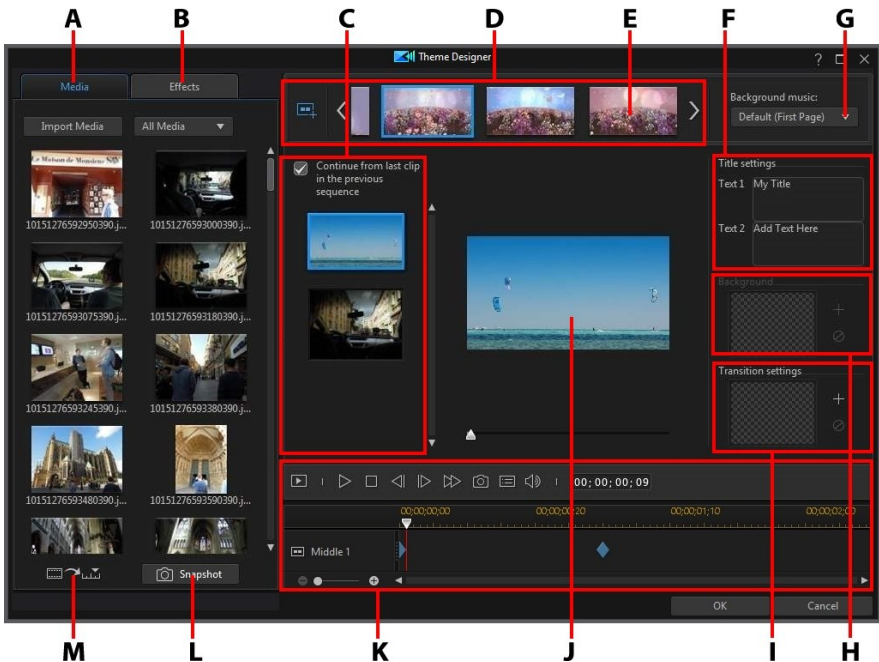 A B C D E F G
Theme Designer
?
Media Effects
Import Media All Media
Background music:
Default (First Page)
Continue from last clip
in the previous
sequence
Title settings
Text 1 My Title
Text 2 Add Text Here
Background
Transition settings
10151276592950390.j... 10151276593000390.j...
10151276593075390.j... 10151276593180390.j...
10151276593245390.j... 10151276593380390.j...
10151276593480390.j... 10151276593590390.j...
00; 00; 00; 09
00;00;00;00 00;00;00;20 00;00;01;10 00;00;02;00
Middle 1
Snapshot
OK Cancel
M L K J I H